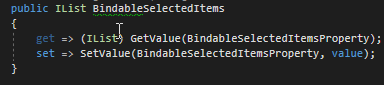 public IList BindableSelectedItems
{
get => (IList) GetValue(BindableSelectedItemsProperty);
set => SetValue(BindableSelectedItemsProperty, value);
}